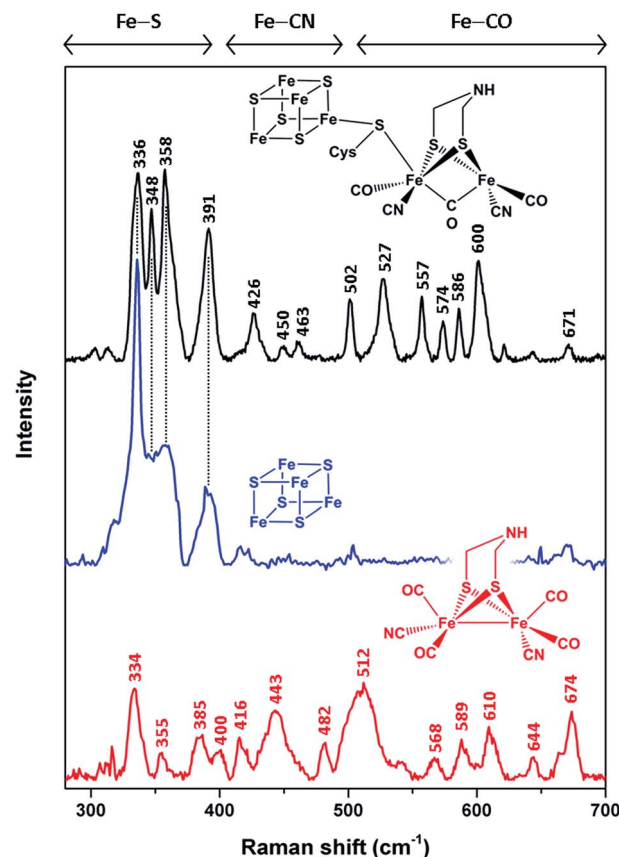 Fe–S Fe–CN Fe–CO
NH
Fe S
S Fe
S Fe S S S
Fe S Cys
Fe Fe
CO CO
CN C CN
O
336 348 358 391 426 450 463 502 527 557 574 586 600 671
Intensity
Fe S
S Fe
S Fe
Fe S
NH
S S
OC CO
Fe Fe
NC CO
OC CN
334 355 385 400 416 443 482 512 568 589 610 644 674
300 400 500 600 700
Raman shift (cm⁻¹)